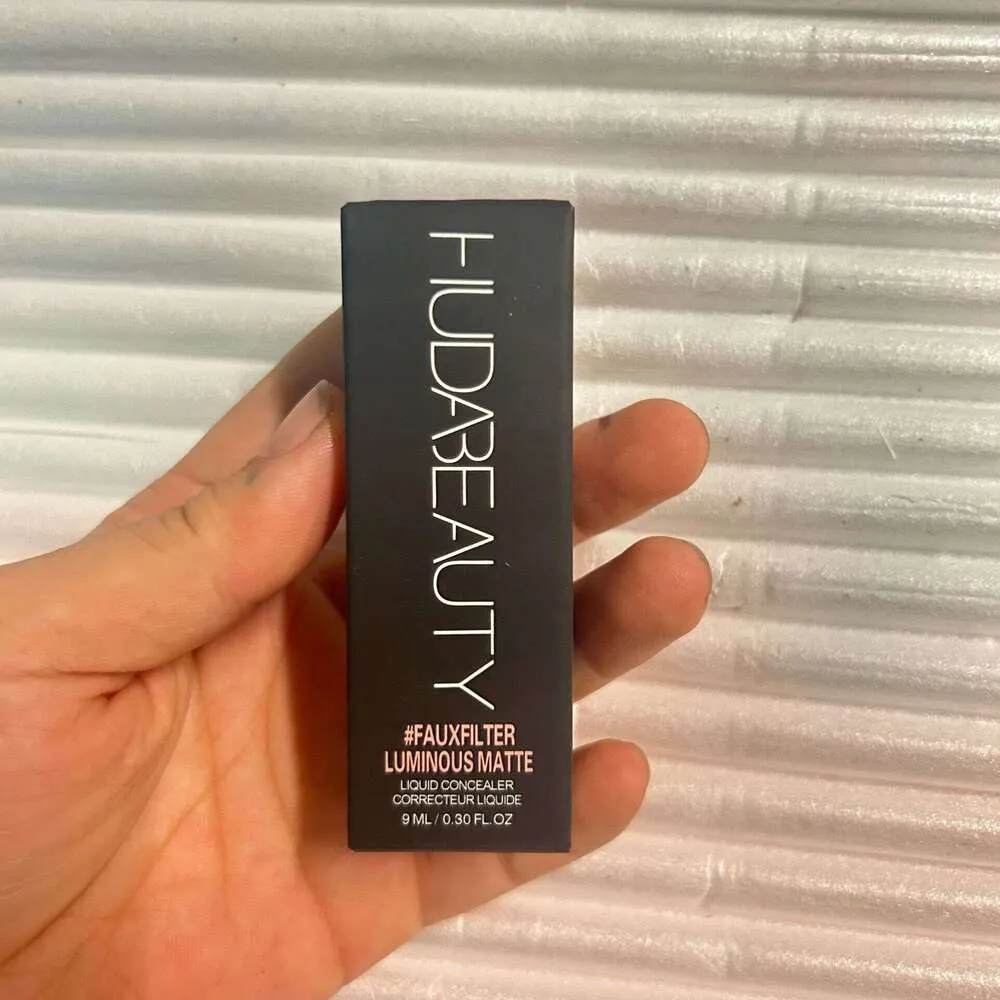 HUDABEAUTY
#FAUXFILTER
LUMINOUS MATTE
LIQUID CONCEALER
CORRECTEUR LIQUIDE
9 ML / 0.30 FL.OZ